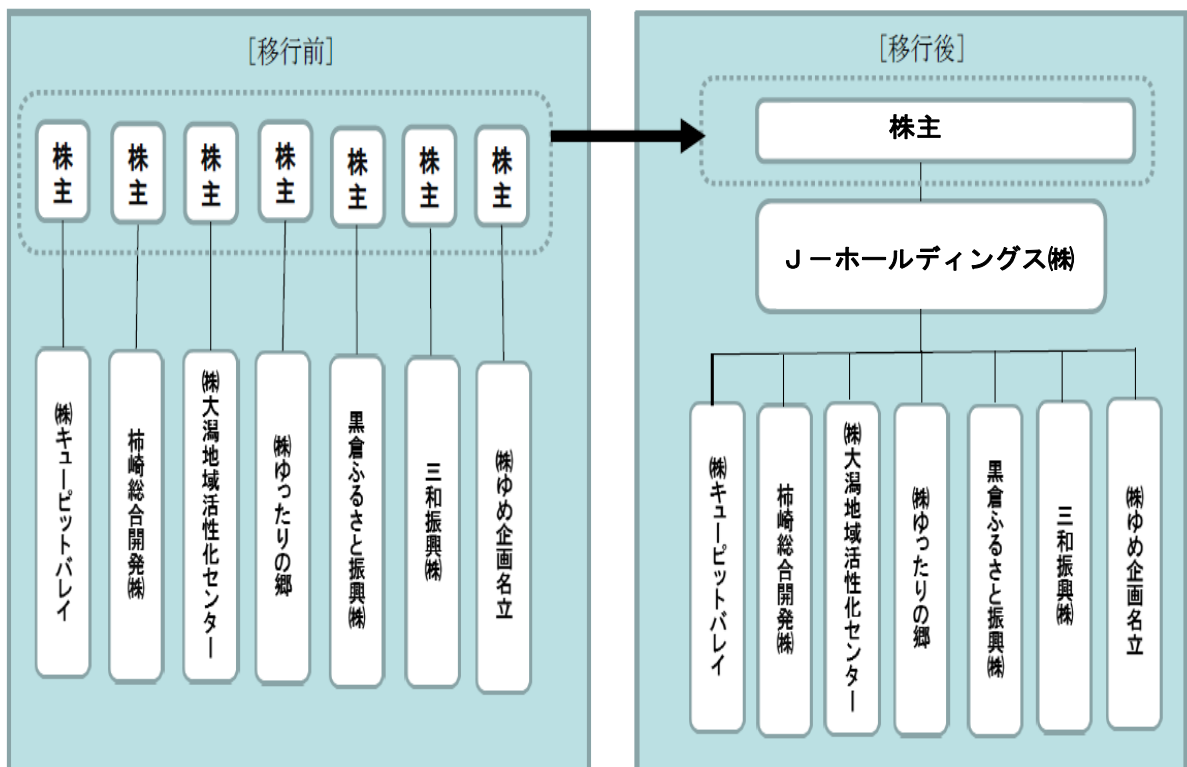 [移行前]
株主
株主
株主
株主
株主
株主
株主
㈱キューピットバレイ
柿崎総合開発㈱
㈱大潟地域活性化センター
㈱ゆったりの郷
黒倉ふるさと振興㈱
三和振興㈱
㈱ゆめ企画名立
[移行後]
株主
J－ホールディングス㈱
㈱キューピットバレイ
柿崎総合開発㈱
㈱大潟地域活性化センター
㈱ゆったりの郷
黒倉ふるさと振興㈱
三和振興㈱
㈱ゆめ企画名立